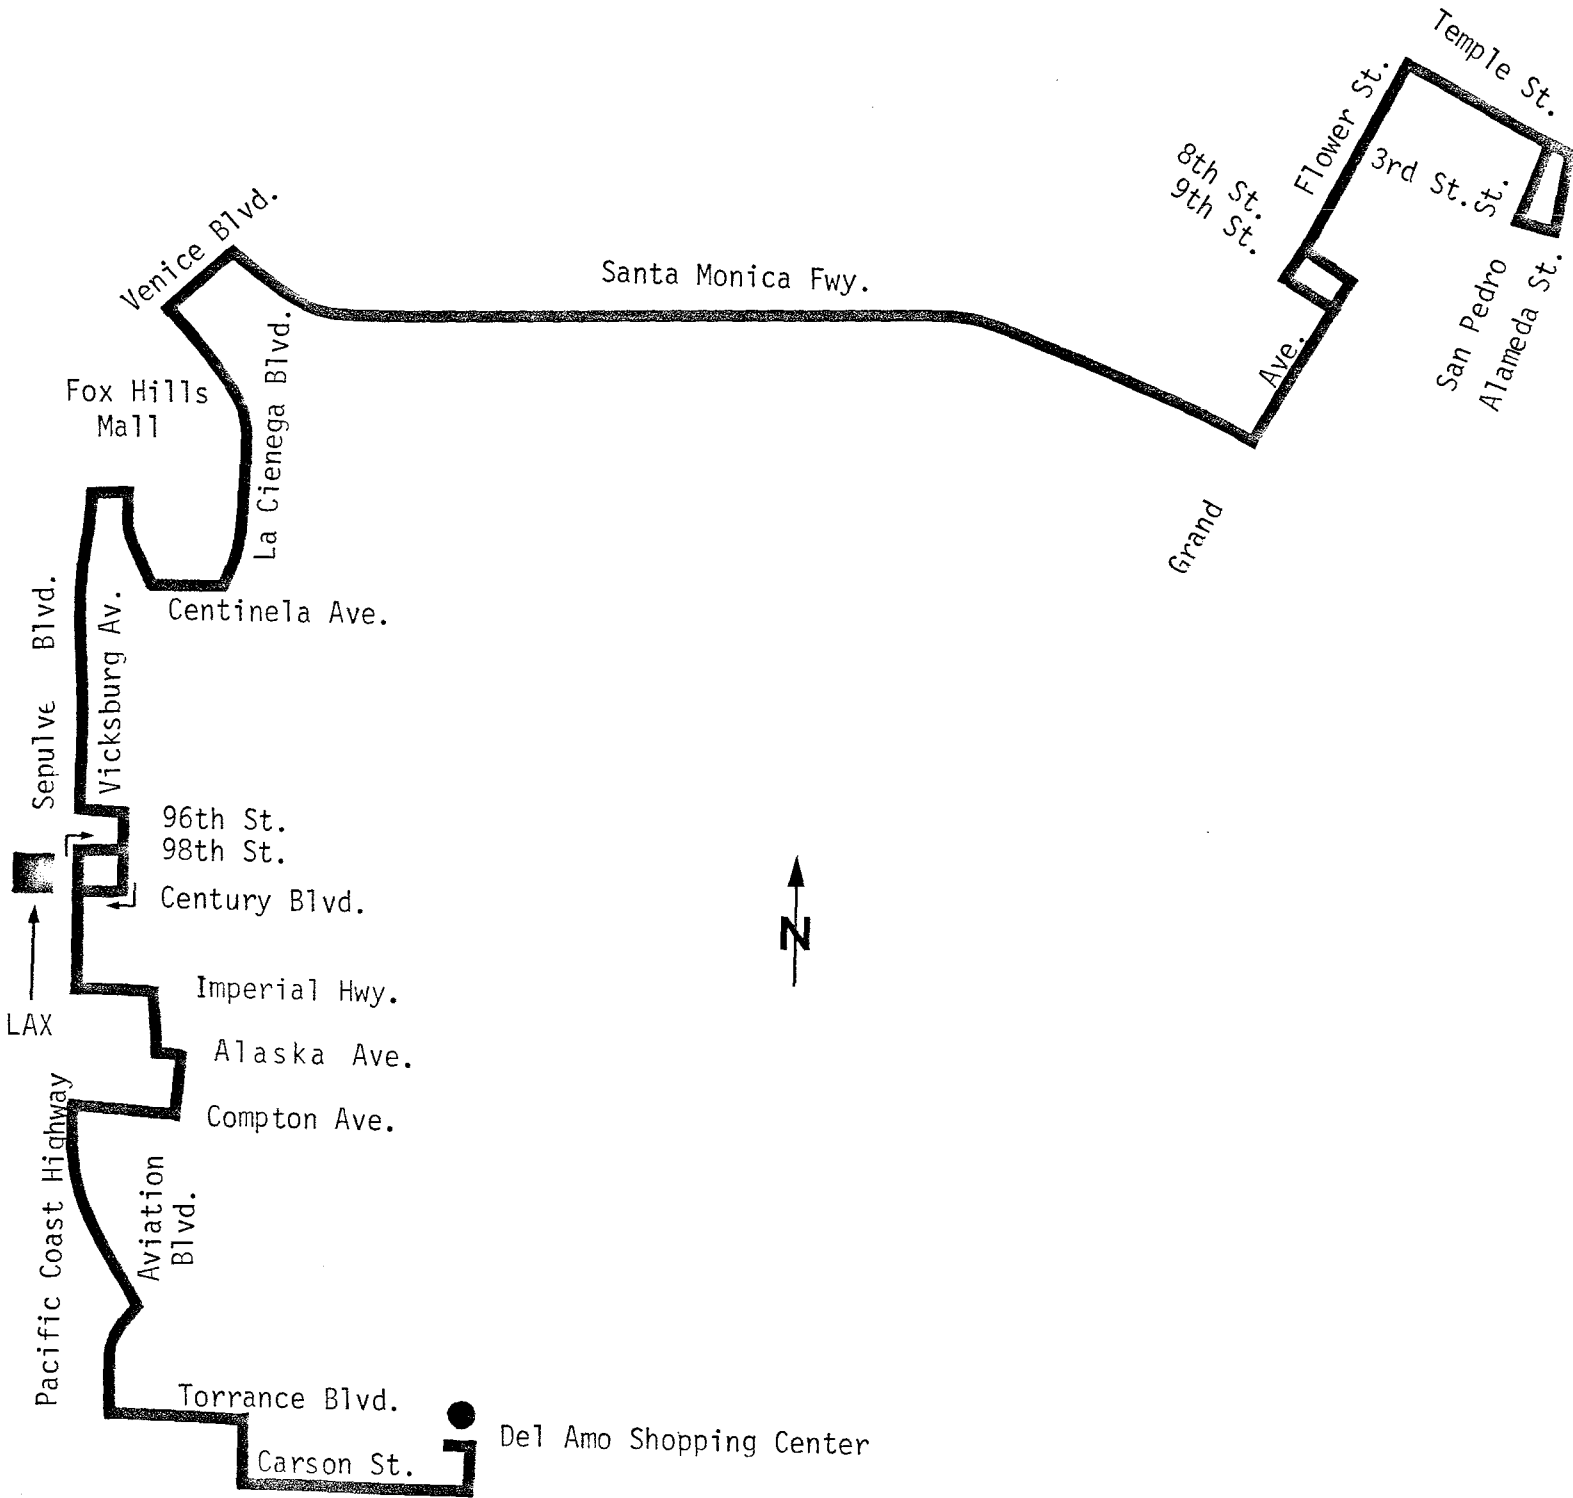 Temple St.
Flower St.
3rd St.
8th St.
9th St.
San Pedro St.
Alameda St.
Venice Blvd.
Santa Monica Fwy.
Grand Ave.
La Cienega Blvd.
Fox Hills
Mall
Centinela Ave.
Sepulve Blvd.
Vicksburg Av.
96th St.
98th St.
Century Blvd.
LAX
N
Imperial Hwy.
Alaska Ave.
Compton Ave.
Pacific Coast Highway
Aviation
Blvd.
Torrance Blvd.
Del Amo Shopping Center
Carson St.